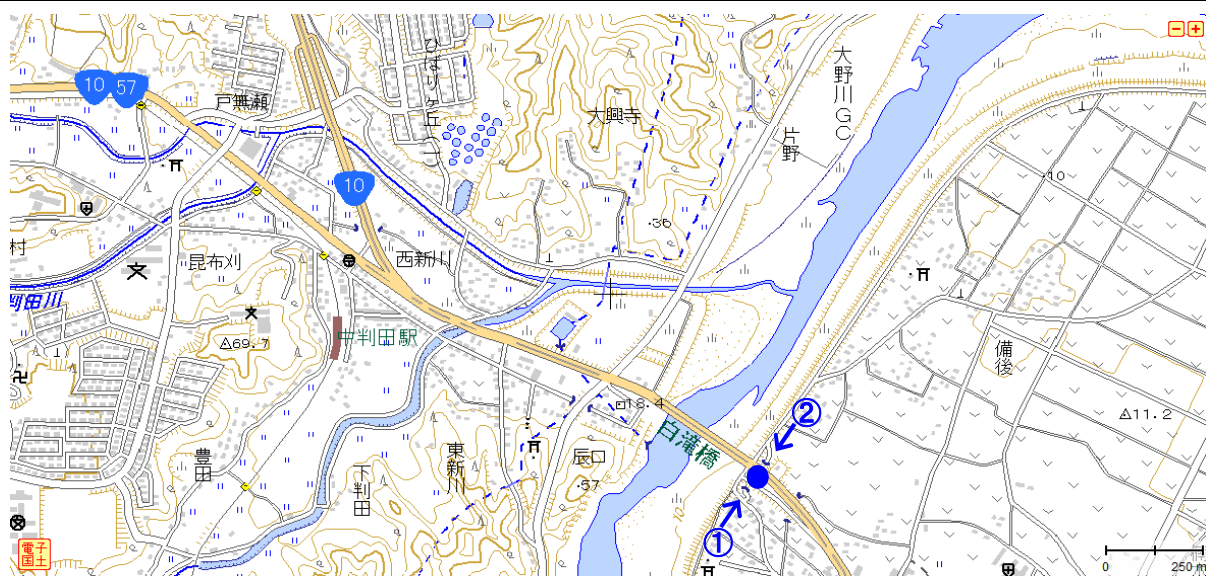 10 57
戸無瀬
ひばりヶ丘(一)
大興寺
大野川GC
片野
10
·36
·10
村
判田川
昆布刈
西新川
69.7
中判田駅
備後
18.4
11.2
白滝橋
②
豊田
下判田
東新川
辰口
·57
10
①
電子国土
0 250 m